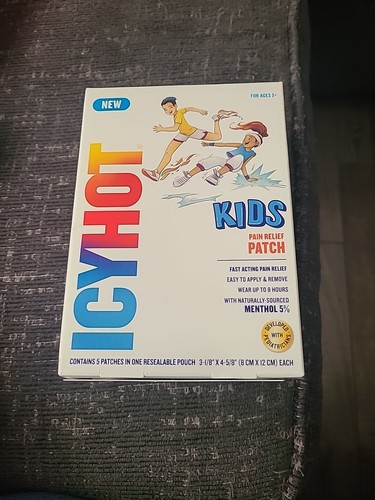 NEW
FOR AGES 5+
ICYHOT
KIDS
PAIN RELIEF
PATCH
FAST ACTING PAIN RELIEF
EASY TO APPLY & REMOVE
WEAR UP TO 8 HOURS
WITH NATURALLY-SOURCED
MENTHOL 5%
DEVELOPED
WITH
PEDIATRICIANS
CONTAINS 5 PATCHES IN ONE RESEALABLE POUCH 3-1/8" X 4-5/8" (8 CM X 12 CM) EACH